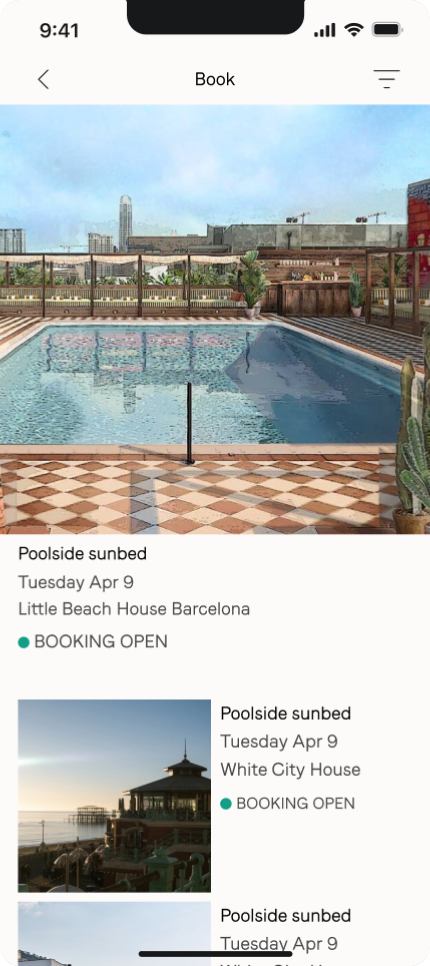 9:41
Book
Poolside sunbed
Tuesday Apr 9
Little Beach House Barcelona
BOOKING OPEN
Poolside sunbed
Tuesday Apr 9
White City House
BOOKING OPEN
Poolside sunbed
Tuesday Apr 9